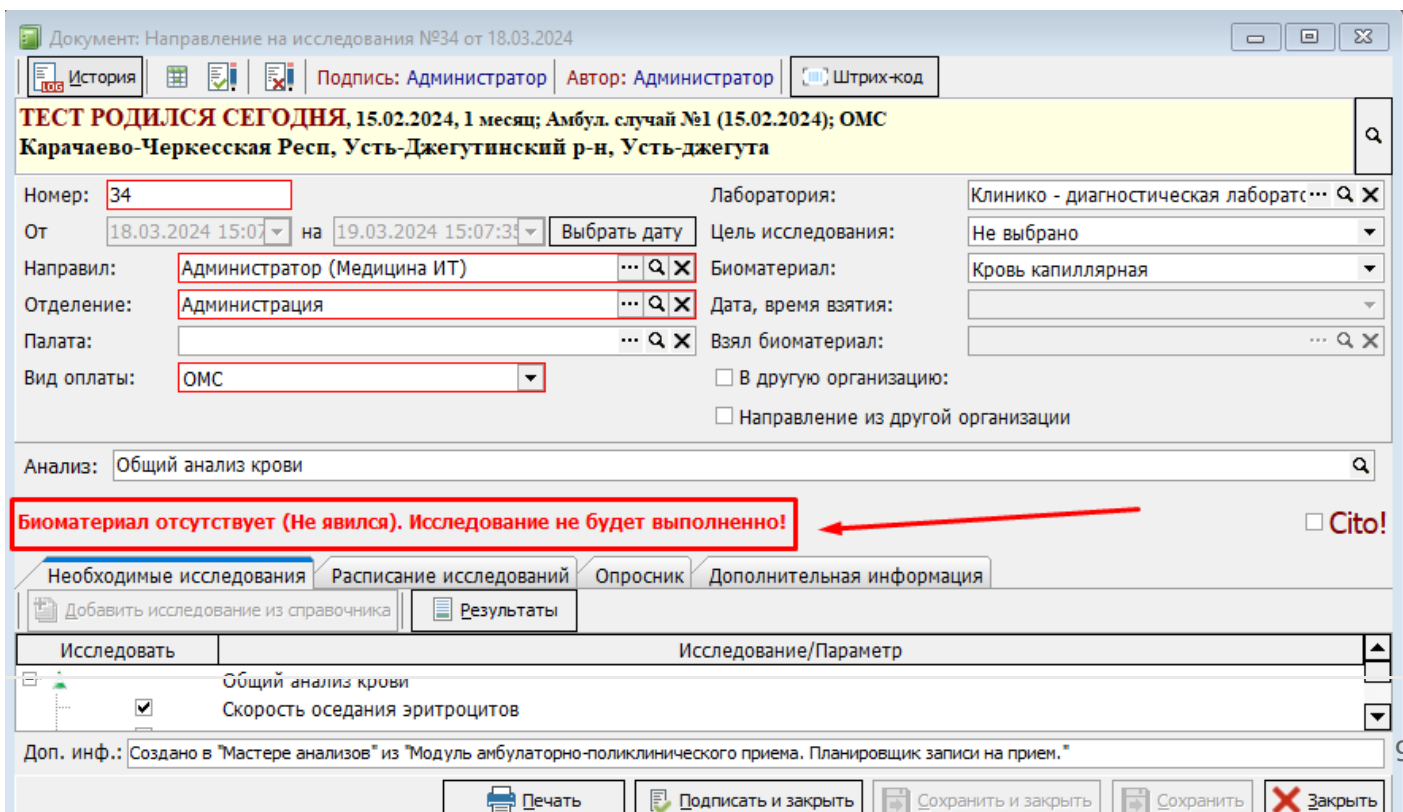 Документ: Направление на исследования №34 от 18.03.2024
LOG История Подпись: Администратор Автор: Администратор Штрих-код
ТЕСТ РОДИЛСЯ СЕГОДНЯ, 15.02.2024, 1 месяц; Амбул. случай №1 (15.02.2024); ОМС
Карачаево-Черкесская Респ, Усть-Джегутинский р-н, Усть-джегута
Номер: 34 Лаборатория: Клинико - диагностическая лаборатс ...
От 18.03.2024 15:07 на 19.03.2024 15:07:35 Выбрать дату Цель исследования: Не выбрано
Направил: Администратор (Медицина ИТ) ... Биоматериал: Кровь капиллярная
Отделение: Администрация ... Дата, время взятия:
Палата: ... Взял биоматериал: ...
Вид оплаты: ОМС В другую организацию:
Направление из другой организации
Анализ: Общий анализ крови
Биоматериал отсутствует (Не явился). Исследование не будет выполненно! Cito!
Необходимые исследования Расписание исследований Опросник Дополнительная информация
Добавить исследование из справочника Результаты
Исследовать Исследование/Параметр
Общий анализ крови
Скорость оседания эритроцитов
Доп. инф.: Создано в "Мастере анализов" из "Модуль амбулаторно-поликлинического приема. Планировщик записи на прием."
Печать Подписать и закрыть Сохранить и закрыть Сохранить Закрыть